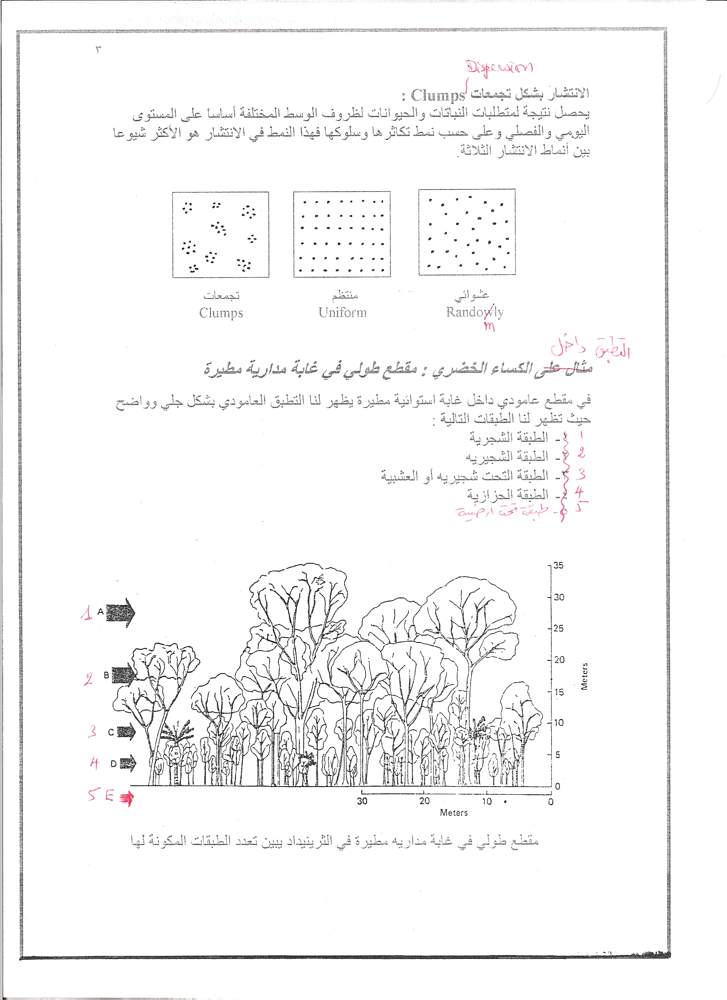 ٣
Dispersion
الانتشار بشكل تجمعات Clumps :
يحصل نتيجة لمتطلبات النباتات والحيوانات لظروف الوسط المختلفة أساسا على المستوى
اليومي والفصلي وعلى حسب نمط تكاثرها وسلوكها فهذا النمط في الانتشار هو الأكثر شيوعا
بين أنماط الانتشار الثلاثة.
عشوائي منتظم تجمعات
Clumps Uniform Randowly
m
التطبق داخل
مثال على الكساء الخضري : مقطع طولي في غابة مدارية مطيرة
في مقطع عامودي داخل غابة استوائية مطيرة يظهر لنا التطبق العامودي بشكل جلي وواضح
حيث تظهر لنا الطبقات التالية :
1 ١- الطبقة الشجرية
2 ٢- الطبقة الشجيريه
3 ٣- الطبقة التحت شجيريه أو العشبية
4 ٤- الطبقة الحزازية
5 ٥- طبقة تحت ارضية
35
30
1 A
25
20
Meters
2 B
15
10
3 C
5
4 D
0
5 E
30 20 10 0
Meters
مقطع طولي في غابة مداريه مطيرة في الترينيداد يبين تعدد الطبقات المكونة لها